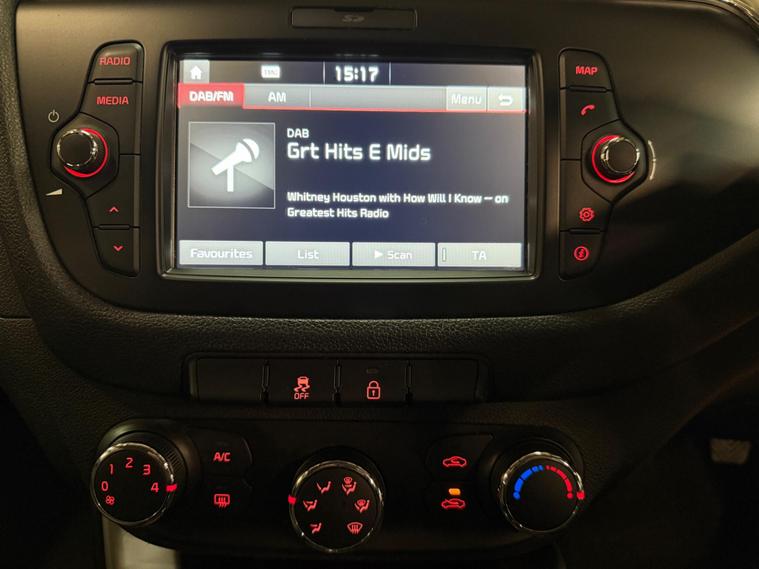 SD
RADIO
MEDIA
MAP
15:17
DAB/FM
AM
Menu
DAB
Grt Hits E Mids
Whitney Houston with How Will I Know – on
Greatest Hits Radio
Favourites
List
Scan
TA
OFF
0 1 2 3 4
A/C